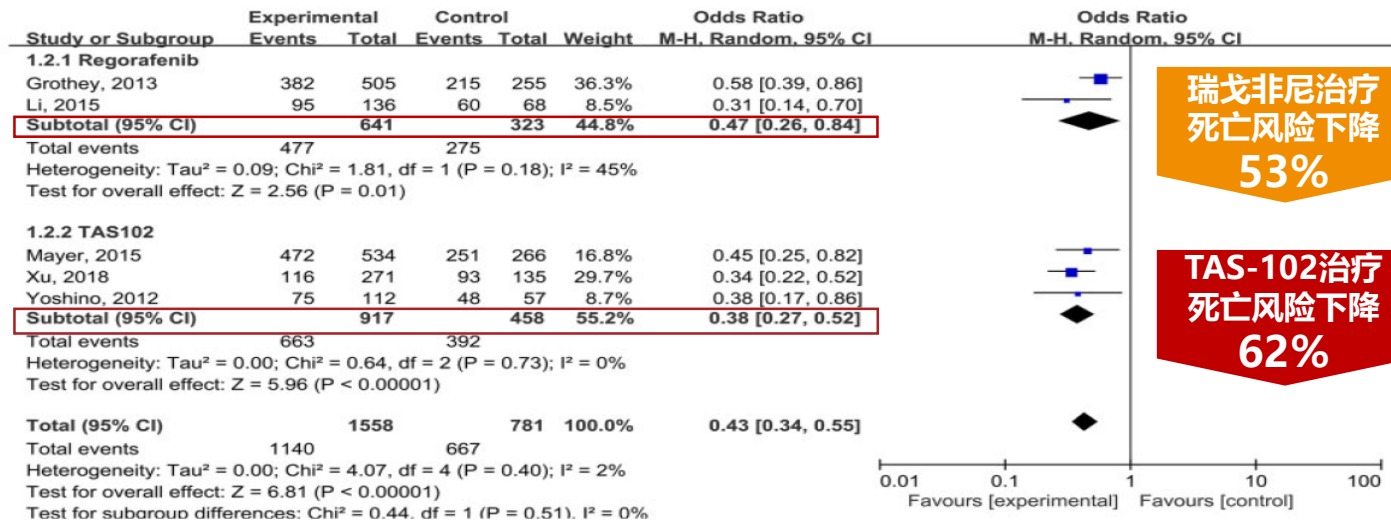 Experimental Control Odds Ratio Odds Ratio
Study or Subgroup Events Total Events Total Weight M-H, Random, 95% CI M-H, Random, 95% CI
1.2.1 Regorafenib
Grothey, 2013 382 505 215 255 36.3% 0.58 [0.39, 0.86]
Li, 2015 95 136 60 68 8.5% 0.31 [0.14, 0.70]
Subtotal (95% CI) 641 323 44.8% 0.47 [0.26, 0.84]
Total events 477 275
Heterogeneity: Tau² = 0.09; Chi² = 1.81, df = 1 (P = 0.18); I² = 45%
Test for overall effect: Z = 2.56 (P = 0.01)
瑞戈非尼治疗
死亡风险下降
53%
1.2.2 TAS102
Mayer, 2015 472 534 251 266 16.8% 0.45 [0.25, 0.82]
Xu, 2018 116 271 93 135 29.7% 0.34 [0.22, 0.52]
Yoshino, 2012 75 112 48 57 8.7% 0.38 [0.17, 0.86]
Subtotal (95% CI) 917 458 55.2% 0.38 [0.27, 0.52]
Total events 663 392
Heterogeneity: Tau² = 0.00; Chi² = 0.64, df = 2 (P = 0.73); I² = 0%
Test for overall effect: Z = 5.96 (P < 0.00001)
TAS-102治疗
死亡风险下降
62%
Total (95% CI) 1558 781 100.0% 0.43 [0.34, 0.55]
Total events 1140 667
Heterogeneity: Tau² = 0.00; Chi² = 4.07, df = 4 (P = 0.40); I² = 2%
Test for overall effect: Z = 6.81 (P < 0.00001)
Test for subgroup differences: Chi² = 0.44, df = 1 (P = 0.51), I² = 0%
0.01 0.1 1 10 100
Favours [experimental] Favours [control]